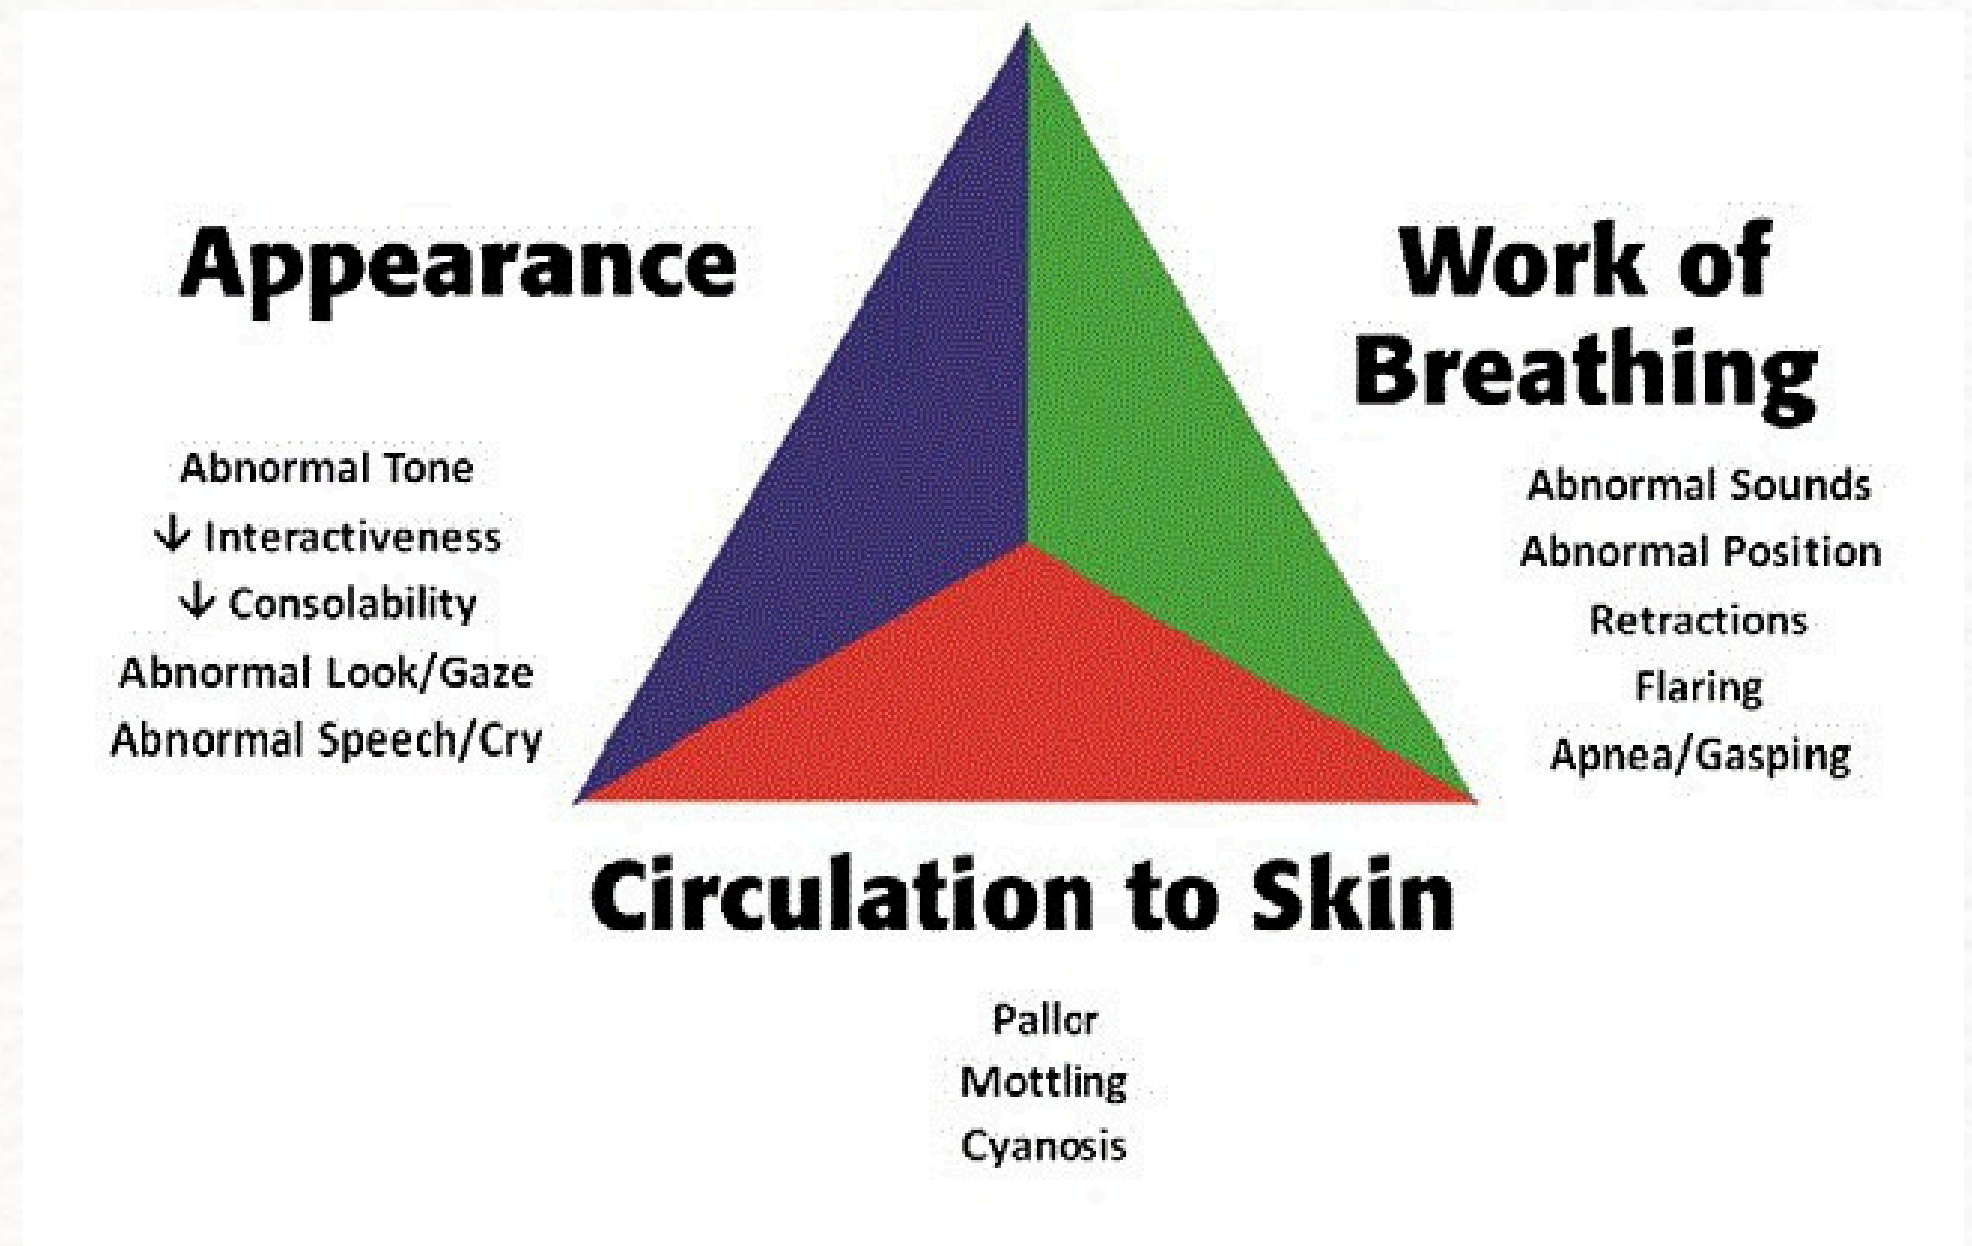 Appearance
Abnormal Tone
↓ Interactiveness
↓ Consolability
Abnormal Look/Gaze
Abnormal Speech/Cry
Work of
Breathing
Abnormal Sounds
Abnormal Position
Retractions
Flaring
Apnea/Gasping
Circulation to Skin
Pallor
Mottling
Cyanosis